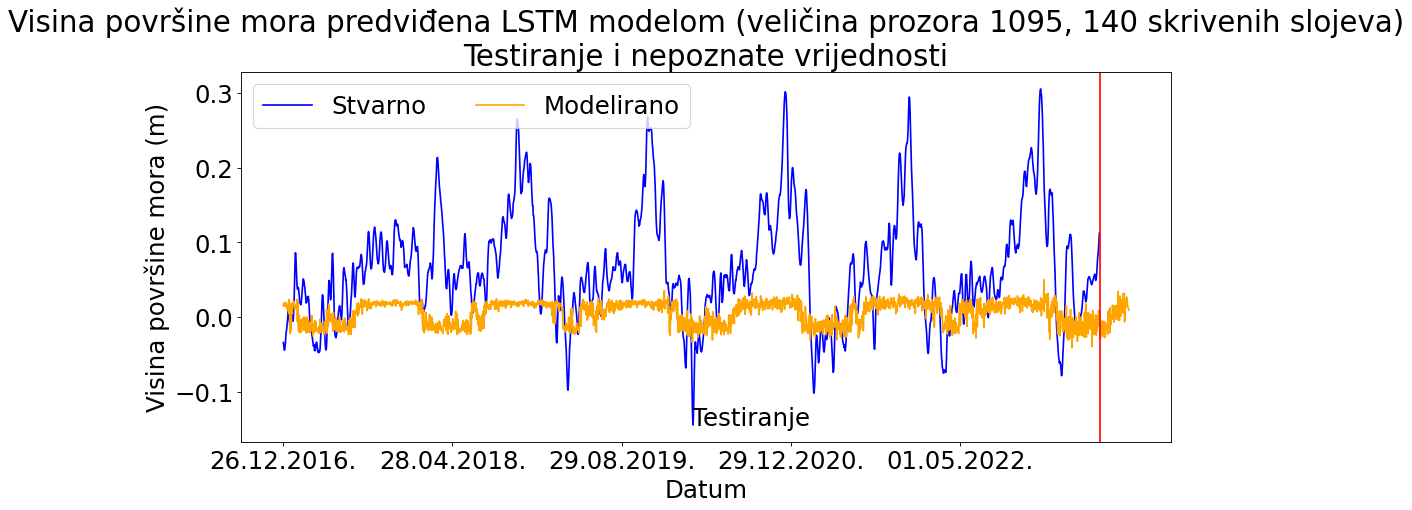 Visina površine mora predviđena LSTM modelom (veličina prozora 1095, 140 skrivenih slojeva)
Testiranje i nepoznate vrijednosti
Stvarno Modelirano
Visina površine mora (m)
0.3
0.2
0.1
0.0
−0.1
Testiranje
26.12.2016. 28.04.2018. 29.08.2019. 29.12.2020. 01.05.2022.
Datum